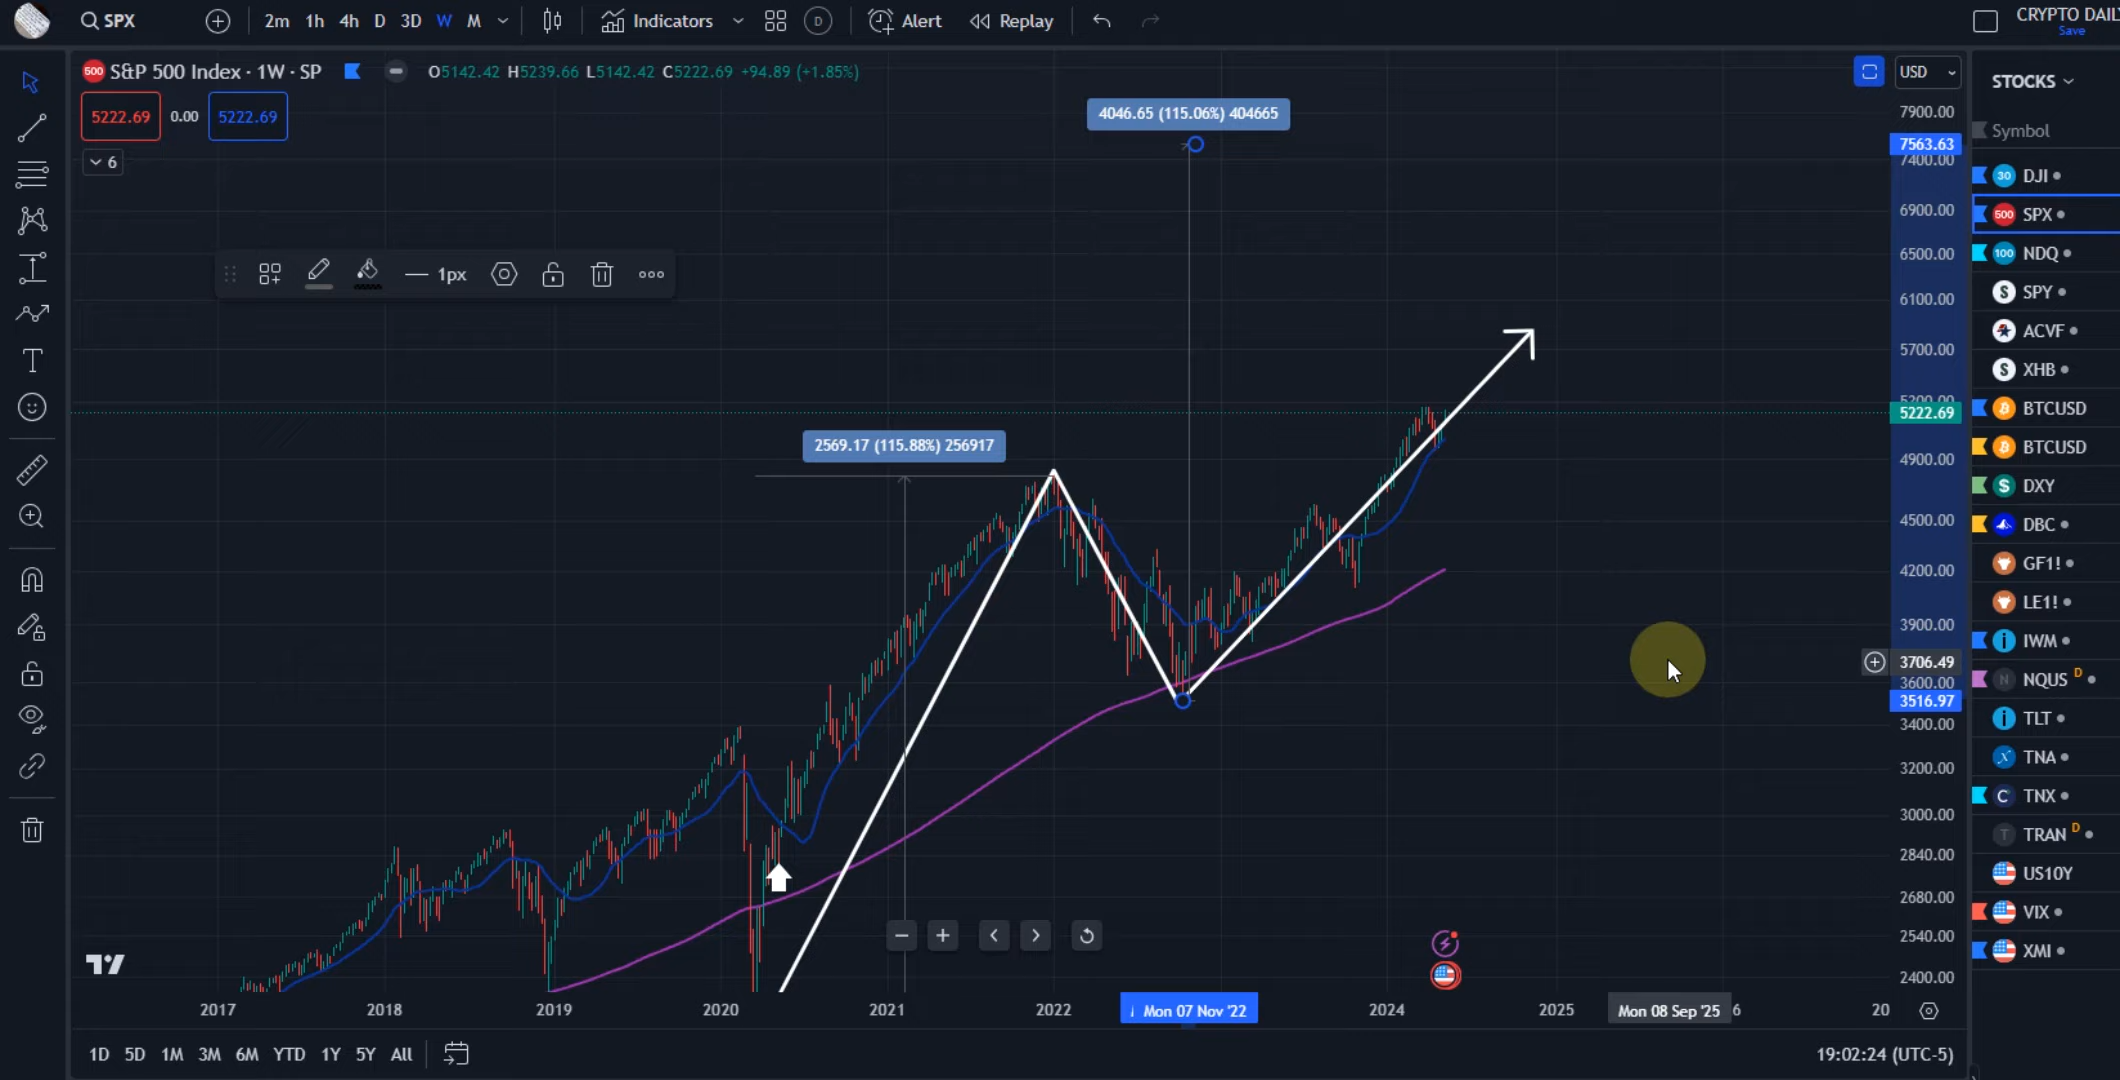 SPX
2m 1h 4h D 3D W M
Indicators
D
Alert
Replay
CRYPTO DAIL
Save
500 S&P 500 Index · 1W · SP
O5142.42 H5239.66 L5142.42 C5222.69 +94.89 (+1.85%)
USD
STOCKS
5222.69 0.00 5222.69
6
4046.65 (115.06%) 404665
2569.17 (115.88%) 256917
1px
T
7900.00
7563.63
7400.00
6900.00
6500.00
6100.00
5700.00
5200.00
5222.69
4900.00
4500.00
4200.00
3900.00
3706.49
3600.00
3516.97
3400.00
3200.00
3000.00
2840.00
2680.00
2540.00
2400.00
Symbol
30 DJI
500 SPX
100 NDQ
S SPY
ACVF
S XHB
BTCUSD
BTCUSD
$ DXY
DBC
GF1!
LE1!
i IWM
N NQUS D
i TLT
TNA
C TNX
T TRAN D
US10Y
VIX
XMI
2017 2018 2019 2020 2021 2022 Mon 07 Nov '22 2024 2025 Mon 08 Sep '25 6 20
1D 5D 1M 3M 6M YTD 1Y 5Y All
19:02:24 (UTC-5)